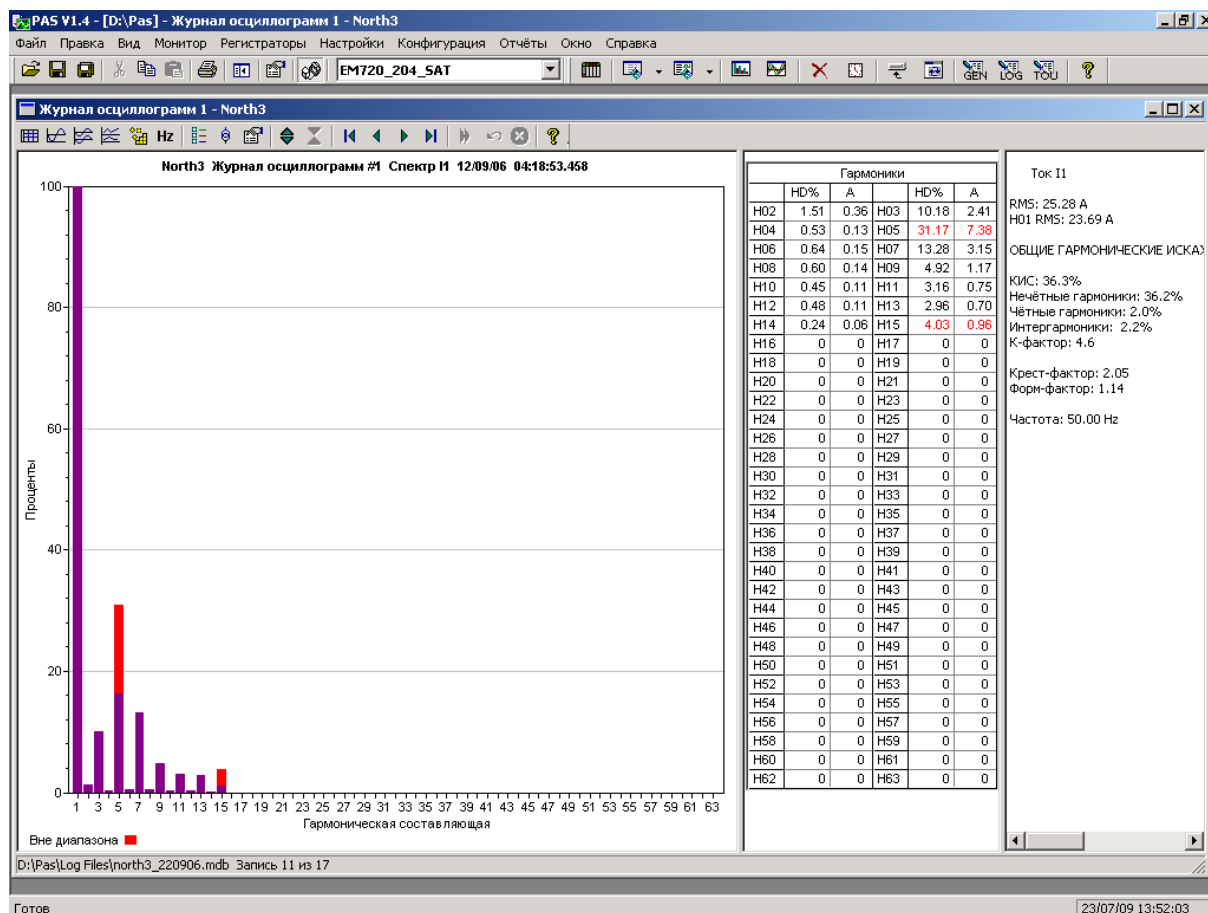 PAS V1.4 - [D:\Pas] - Журнал осциллограмм 1 - North3
Файл Правка Вид Монитор Регистраторы Настройки Конфигурация Отчёты Окно Справка
EM720_204_SAT
GEN LOG TOU
Журнал осциллограмм 1 - North3
Hz
North3 Журнал осциллограмм #1 Спектр I1 12/09/06 04:18:53.458
100
80
60
40
20
0
Проценты
1 3 5 7 9 11 13 15 17 19 21 23 25 27 29 31 33 35 37 39 41 43 45 47 49 51 53 55 57 59 61 63
Гармоническая составляющая
Вне диапазона
Гармоники
HD% A HD% A
H02 1.51 0.36 H03 10.18 2.41
H04 0.53 0.13 H05 31.17 7.38
H06 0.64 0.15 H07 13.28 3.15
H08 0.60 0.14 H09 4.92 1.17
H10 0.45 0.11 H11 3.16 0.75
H12 0.48 0.11 H13 2.96 0.70
H14 0.24 0.06 H15 4.03 0.96
H16 0 0 H17 0 0
H18 0 0 H19 0 0
H20 0 0 H21 0 0
H22 0 0 H23 0 0
H24 0 0 H25 0 0
H26 0 0 H27 0 0
H28 0 0 H29 0 0
H30 0 0 H31 0 0
H32 0 0 H33 0 0
H34 0 0 H35 0 0
H36 0 0 H37 0 0
H38 0 0 H39 0 0
H40 0 0 H41 0 0
H42 0 0 H43 0 0
H44 0 0 H45 0 0
H46 0 0 H47 0 0
H48 0 0 H49 0 0
H50 0 0 H51 0 0
H52 0 0 H53 0 0
H54 0 0 H55 0 0
H56 0 0 H57 0 0
H58 0 0 H59 0 0
H60 0 0 H61 0 0
H62 0 0 H63 0 0
Ток I1
RMS: 25.28 A
H01 RMS: 23.69 A
ОБЩИЕ ГАРМОНИЧЕСКИЕ ИСКАЖ
КИС: 36.3%
Нечётные гармоники: 36.2%
Чётные гармоники: 2.0%
Интергармоники: 2.2%
К-фактор: 4.6
Крест-фактор: 2.05
Форм-фактор: 1.14
Частота: 50.00 Hz
D:\Pas\Log Files\north3_220906.mdb Запись 11 из 17
Готов
23/07/09 13:52:03